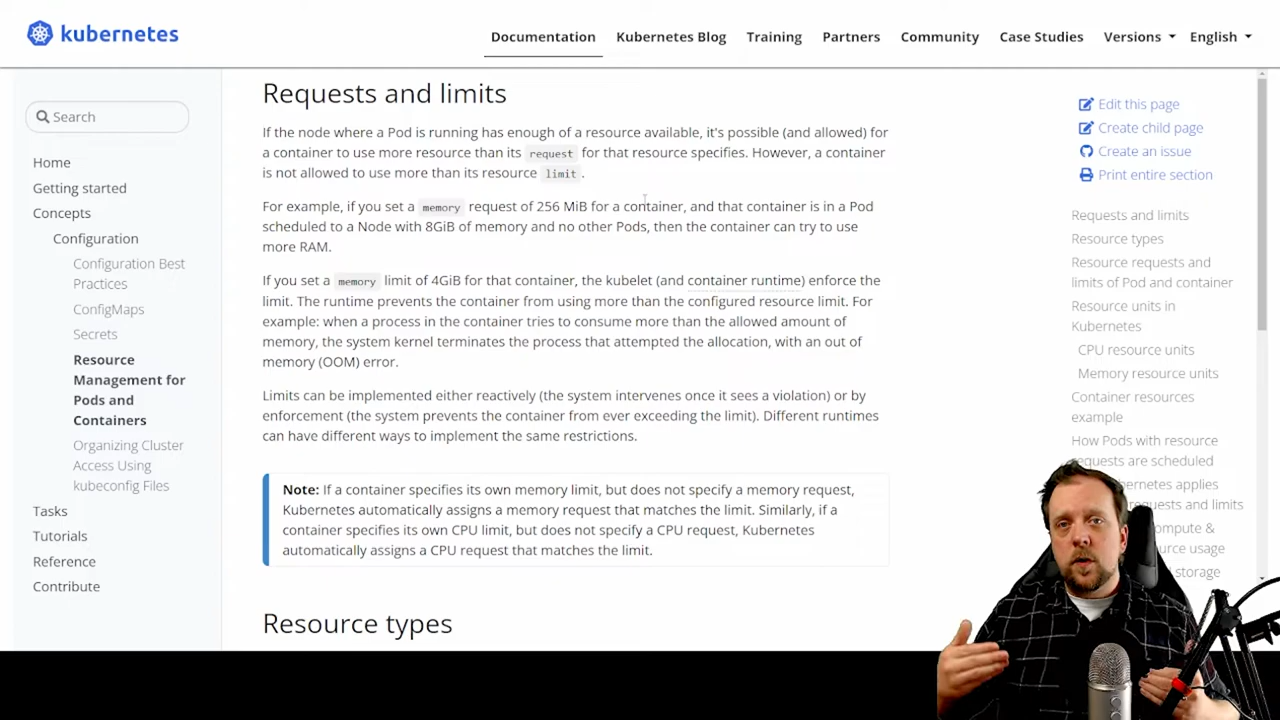 kubernetes
Documentation Kubernetes Blog Training Partners Community Case Studies Versions English
Search
Home
Getting started
Concepts
Configuration
Configuration Best
Practices
ConfigMaps
Secrets
Resource
Management for
Pods and
Containers
Organizing Cluster
Access Using
kubeconfig Files
Tasks
Tutorials
Reference
Contribute
Requests and limits
If the node where a Pod is running has enough of a resource available, it's possible (and allowed) for
a container to use more resource than its request for that resource specifies. However, a container
is not allowed to use more than its resource limit .
For example, if you set a memory request of 256 MiB for a container, and that container is in a Pod
scheduled to a Node with 8GiB of memory and no other Pods, then the container can try to use
more RAM.
If you set a memory limit of 4GiB for that container, the kubelet (and container runtime) enforce the
limit. The runtime prevents the container from using more than the configured resource limit. For
example: when a process in the container tries to consume more than the allowed amount of
memory, the system kernel terminates the process that attempted the allocation, with an out of
memory (OOM) error.
Limits can be implemented either reactively (the system intervenes once it sees a violation) or by
enforcement (the system prevents the container from ever exceeding the limit). Different runtimes
can have different ways to implement the same restrictions.
Note: If a container specifies its own memory limit, but does not specify a memory request,
Kubernetes automatically assigns a memory request that matches the limit. Similarly, if a
container specifies its own CPU limit, but does not specify a CPU request, Kubernetes
automatically assigns a CPU request that matches the limit.
Resource types
Edit this page
Create child page
Create an issue
Print entire section
Requests and limits
Resource types
Resource requests and
limits of Pod and container
Resource units in
Kubernetes
CPU resource units
Memory resource units
Container resources
example
How Pods with resource
requests are scheduled
Kubernetes applies
requests and limits
compute &
resource usage
storage